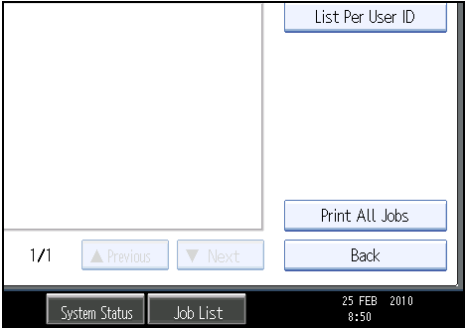 List Per User ID
Print All Jobs
1/1 ▲ Previous ▼ Next Back
System Status Job List 25 FEB 2010
8:50